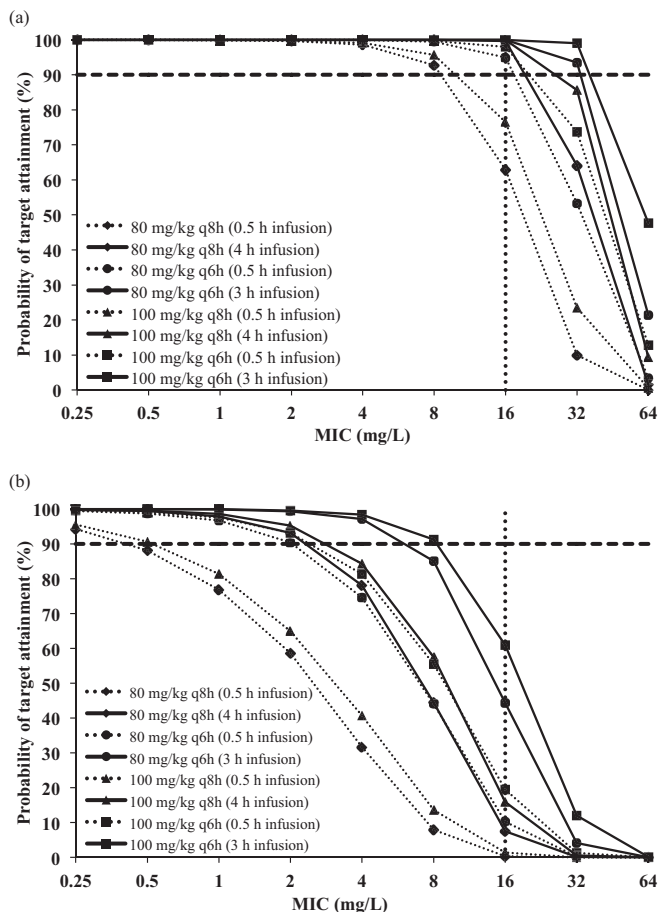 (a)
100
90
80
70
60
50
40
30
20
10
0
Probability of target attainment (%)
80 mg/kg q8h (0.5 h infusion)
80 mg/kg q8h (4 h infusion)
80 mg/kg q6h (0.5 h infusion)
80 mg/kg q6h (3 h infusion)
100 mg/kg q8h (0.5 h infusion)
100 mg/kg q8h (4 h infusion)
100 mg/kg q6h (0.5 h infusion)
100 mg/kg q6h (3 h infusion)
0.25 0.5 1 2 4 8 16 32 64
MIC (mg/L)
(b)
100
90
80
70
60
50
40
30
20
10
0
Probability of target attainment (%)
80 mg/kg q8h (0.5 h infusion)
80 mg/kg q8h (4 h infusion)
80 mg/kg q6h (0.5 h infusion)
80 mg/kg q6h (3 h infusion)
100 mg/kg q8h (0.5 h infusion)
100 mg/kg q8h (4 h infusion)
100 mg/kg q6h (0.5 h infusion)
100 mg/kg q6h (3 h infusion)
0.25 0.5 1 2 4 8 16 32 64
MIC (mg/L)